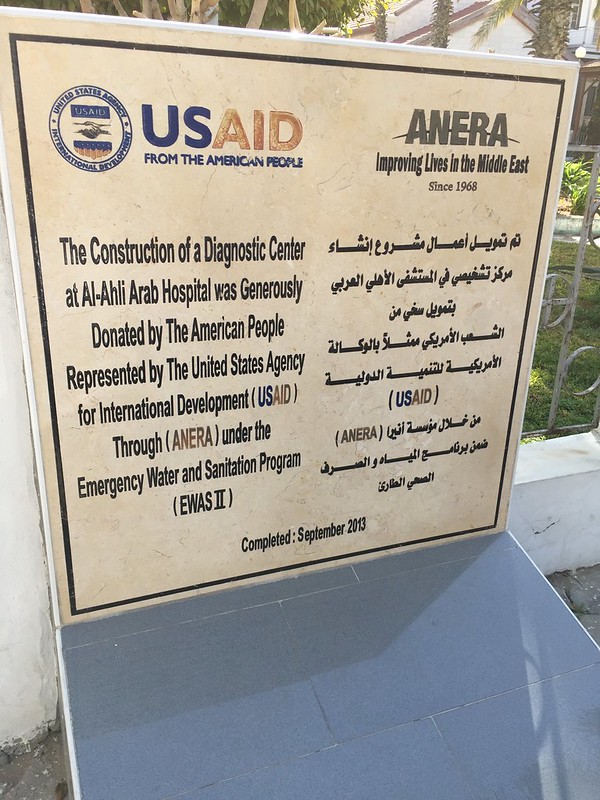 UNITED STATES AGENCY
USAID
INTERNATIONAL DEVELOPMENT
USAID
FROM THE AMERICAN PEOPLE
ANERA
Improving Lives in the Middle East
Since 1968
The Construction of a Diagnostic Center
at Al-Ahli Arab Hospital was Generously
Donated by The American People
Represented by The United States Agency
for International Development ( USAID )
Through ( ANERA ) under the
Emergency Water and Sanitation Program
( EWAS II )
تم تمويل أعمال مشروع إنشاء
مركز تشخيصي في المستشفى الأهلي العربي
بتمويل سخي من
الشعب الأمريكي ممثلاً بالوكالة
الأمريكية للتنمية الدولية
( USAID )
من خلال مؤسسة أنيرا ( ANERA )
ضمن برنامج المياه و الصرف
الصحي الطارئ
Completed : September 2013